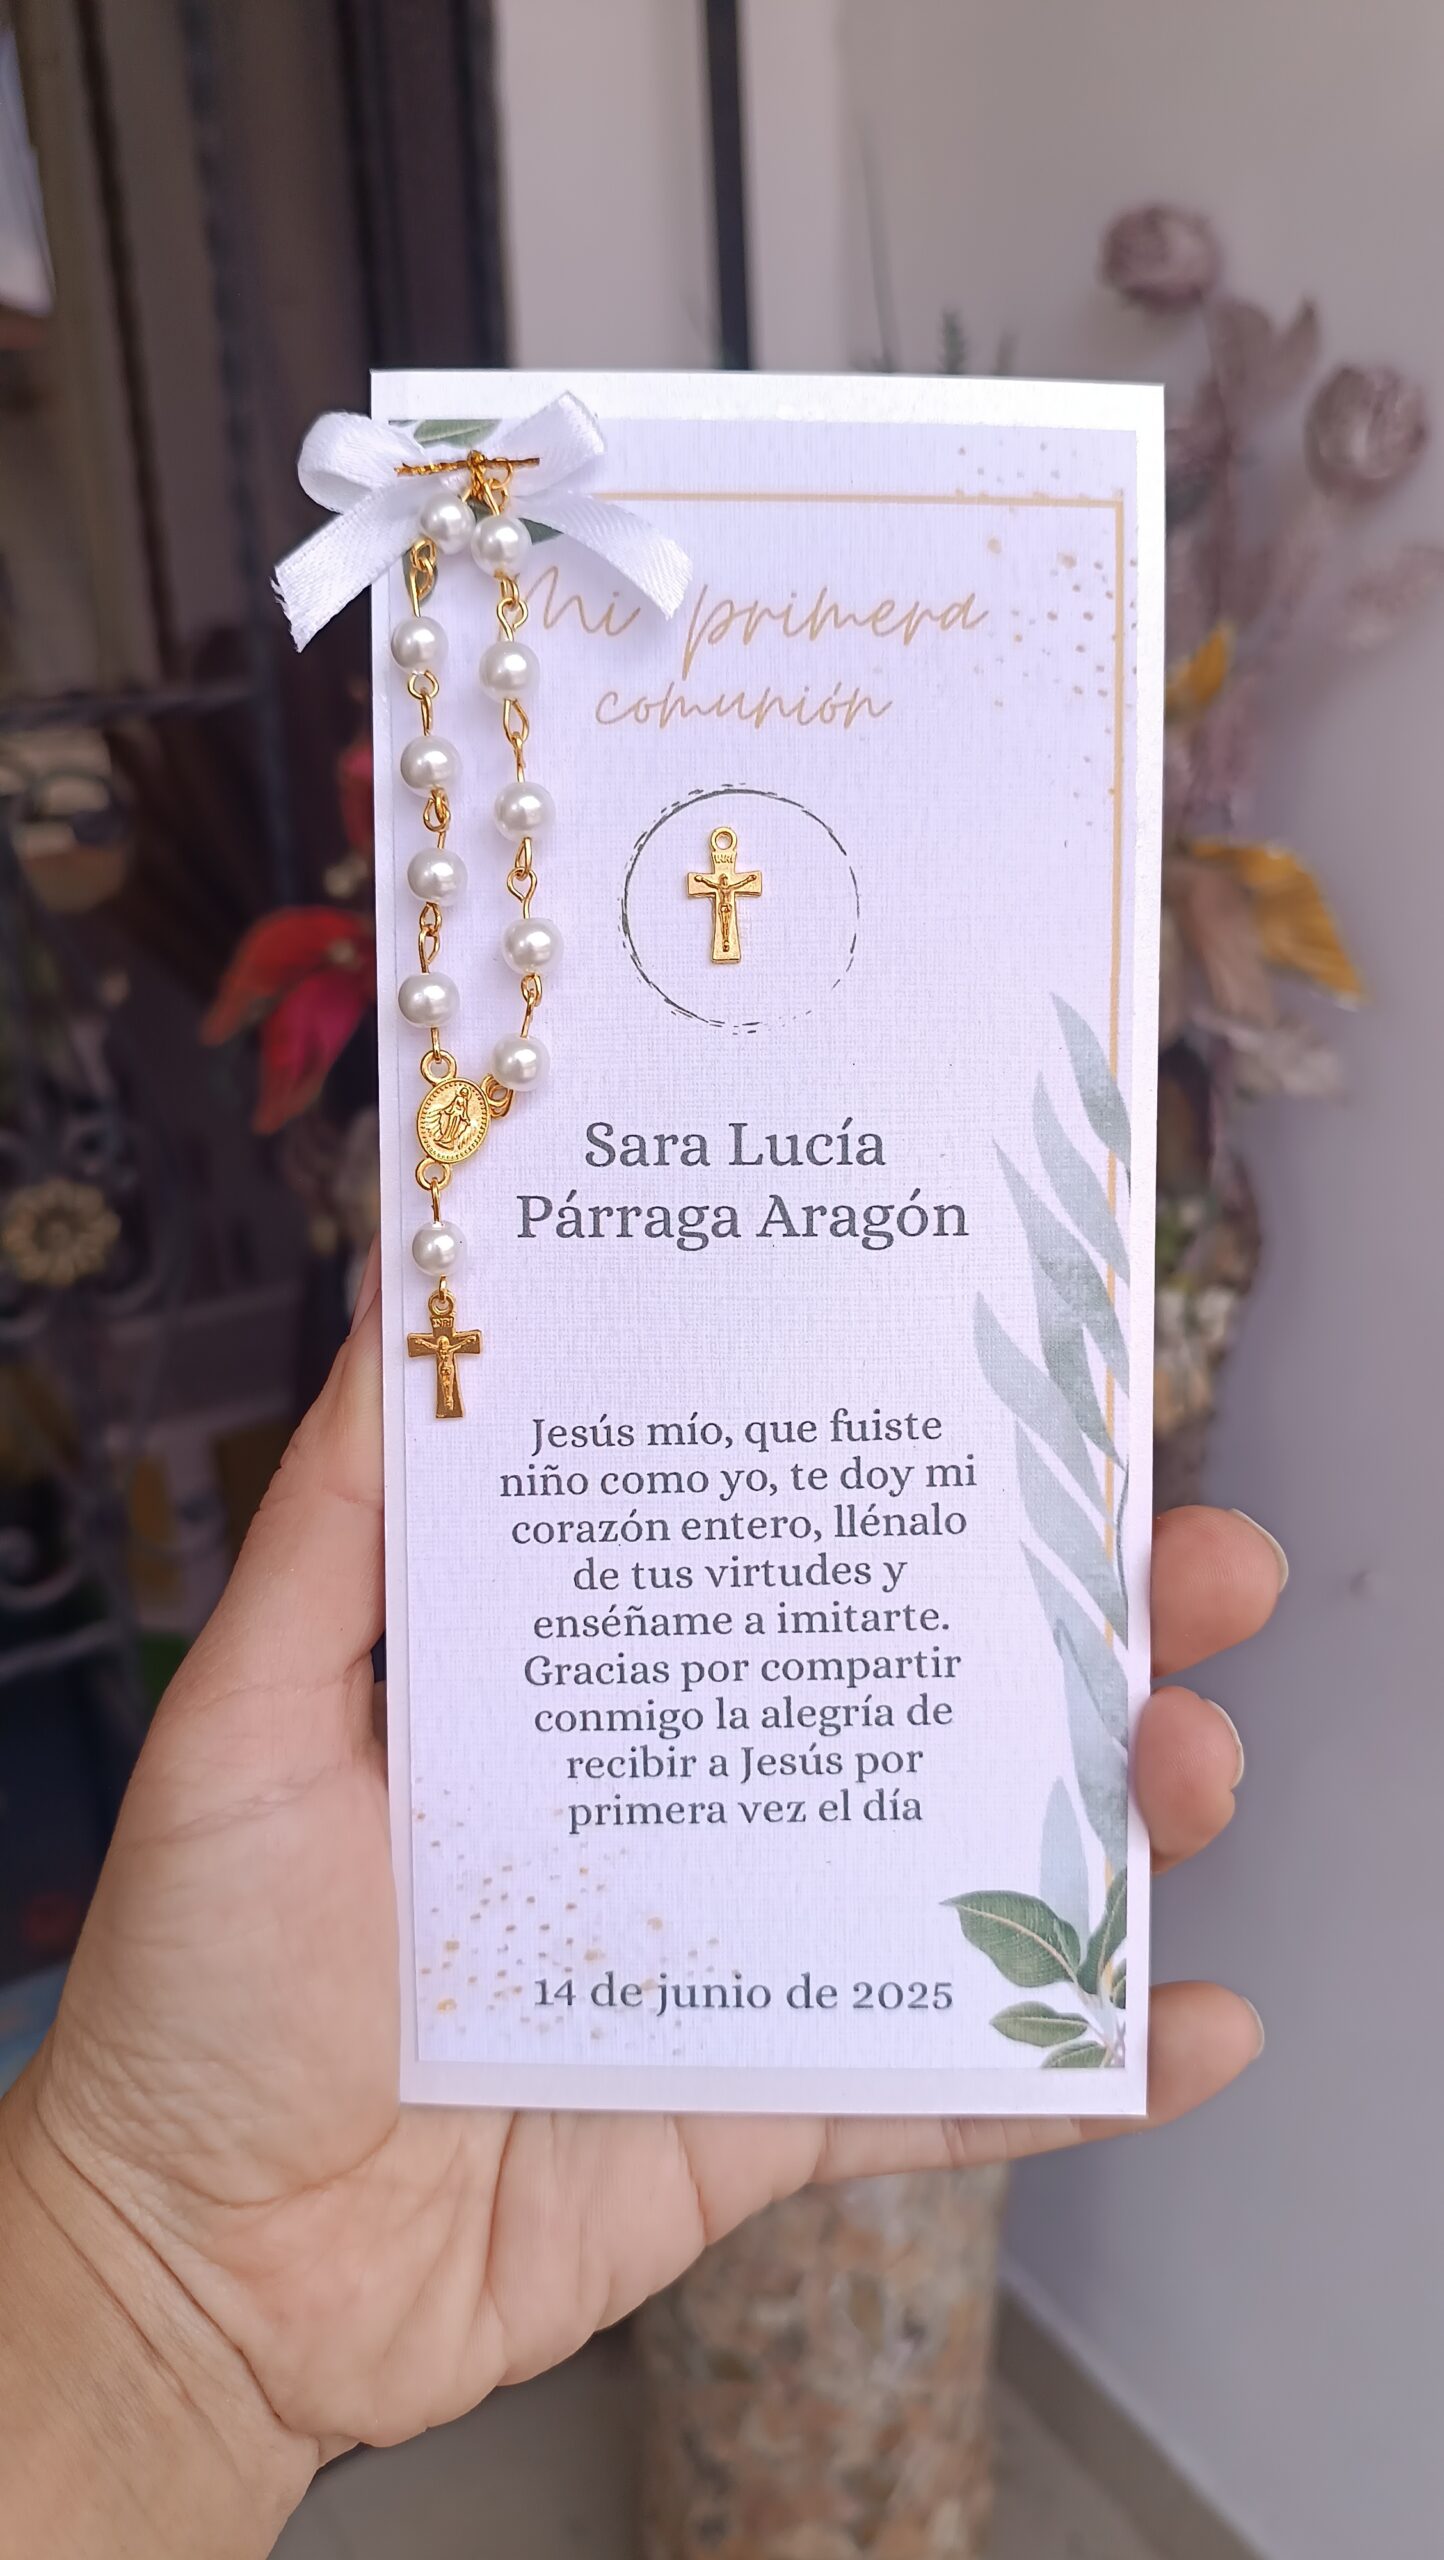 Mi primera
comunión
Sara Lucía
Párraga Aragón
Jesús mío, que fuiste
niño como yo, te doy mi
corazón entero, llénalo
de tus virtudes y
enséñame a imitarte.
Gracias por compartir
conmigo la alegría de
recibir a Jesús por
primera vez el día
14 de junio de 2025